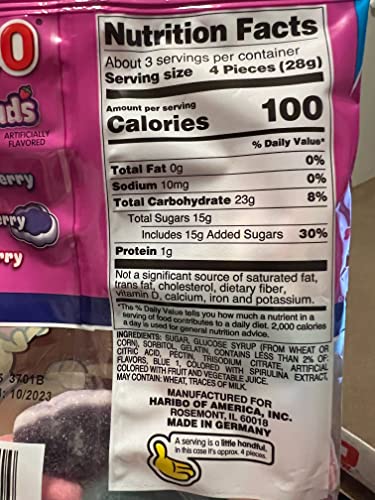 O
nds
ARTIFICIALLY
FLAVORED
erry
erry
rry
Nutrition Facts
About 3 servings per container
Serving size 4 Pieces (28g)
Amount per serving
Calories 100
% Daily Value*
Total Fat 0g 0%
Sodium 10mg 0%
Total Carbohydrate 23g 8%
Total Sugars 15g
Includes 15g Added Sugars 30%
Protein 1g
Not a significant source of saturated fat,
trans fat, cholesterol, dietary fiber,
vitamin D, calcium, iron and potassium.
*The % Daily Value tells you how much a nutrient in a
serving of food contributes to a daily diet. 2,000 calories
a day is used for general nutrition advice.
INGREDIENTS: SUGAR, GLUCOSE SYRUP (FROM WHEAT OR
CORN), SORBITOL, GELATIN, CONTAINS LESS THAN 2% OF:
CITRIC ACID, PECTIN, TRISODIUM CITRATE, ARTIFICIAL
FLAVORS, BLUE 1, COLORED WITH SPIRULINA EXTRACT,
COLORED WITH FRUIT AND VEGETABLE JUICE.
MAY CONTAIN: WHEAT, TRACES OF MILK.
MANUFACTURED FOR
HARIBO OF AMERICA, INC.
ROSEMONT, IL 60018
MADE IN GERMANY
A serving is a little handful.
In this case it's approx. 4 pieces.
3701B
10/2023